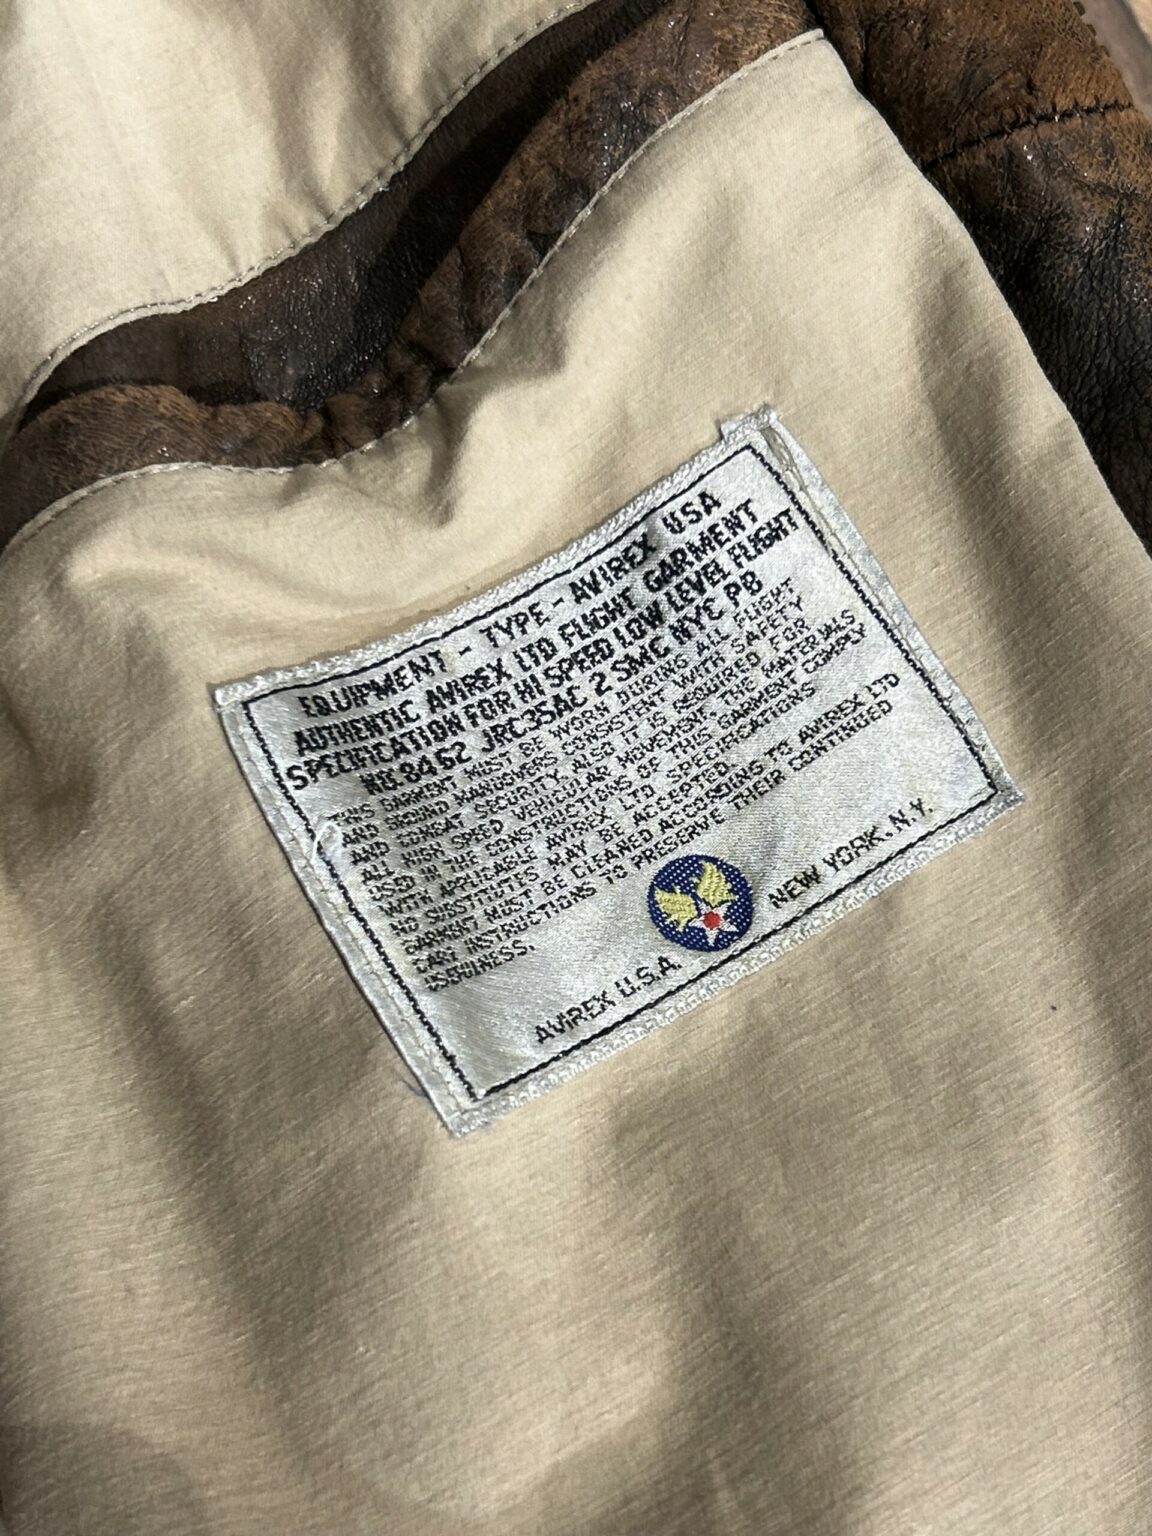 EQUIPMENT - TYPE - AVIREX USA
AUTHENTIC AVIREX LTD FLIGHT GARMENT
SPECIFICATION FOR HI SPEED LOW LEVEL FLIGHT
NO. 8462 JRC35AC 2 SMC NYC PB
THIS GARMENT MUST BE WORN DURING ALL FLIGHT
AND GROUND MANUVERS CONSISTENT WITH SAFETY
AND COMBAT SECURITY. ALSO IT IS REQUIRED FOR
ALL HIGH SPEED VEHICULAR MOVEMENT. THE MATERIALS
USED IN THE CONSTRUCTIONS OF THIS GARMENT COMPLY
WITH APPLICABLE AVIREX LTD SPECIFICATIONS
NO SUBSTITUTES MAY BE ACCEPTED.
GARMENT MUST BE CLEANED ACCORDING TO AVIREX LTD
CARE INSTRUCTIONS TO PRESERVE THEIR CONTINUED
USEFULNESS.
AVIREX U.S.A. NEW YORK, N.Y.